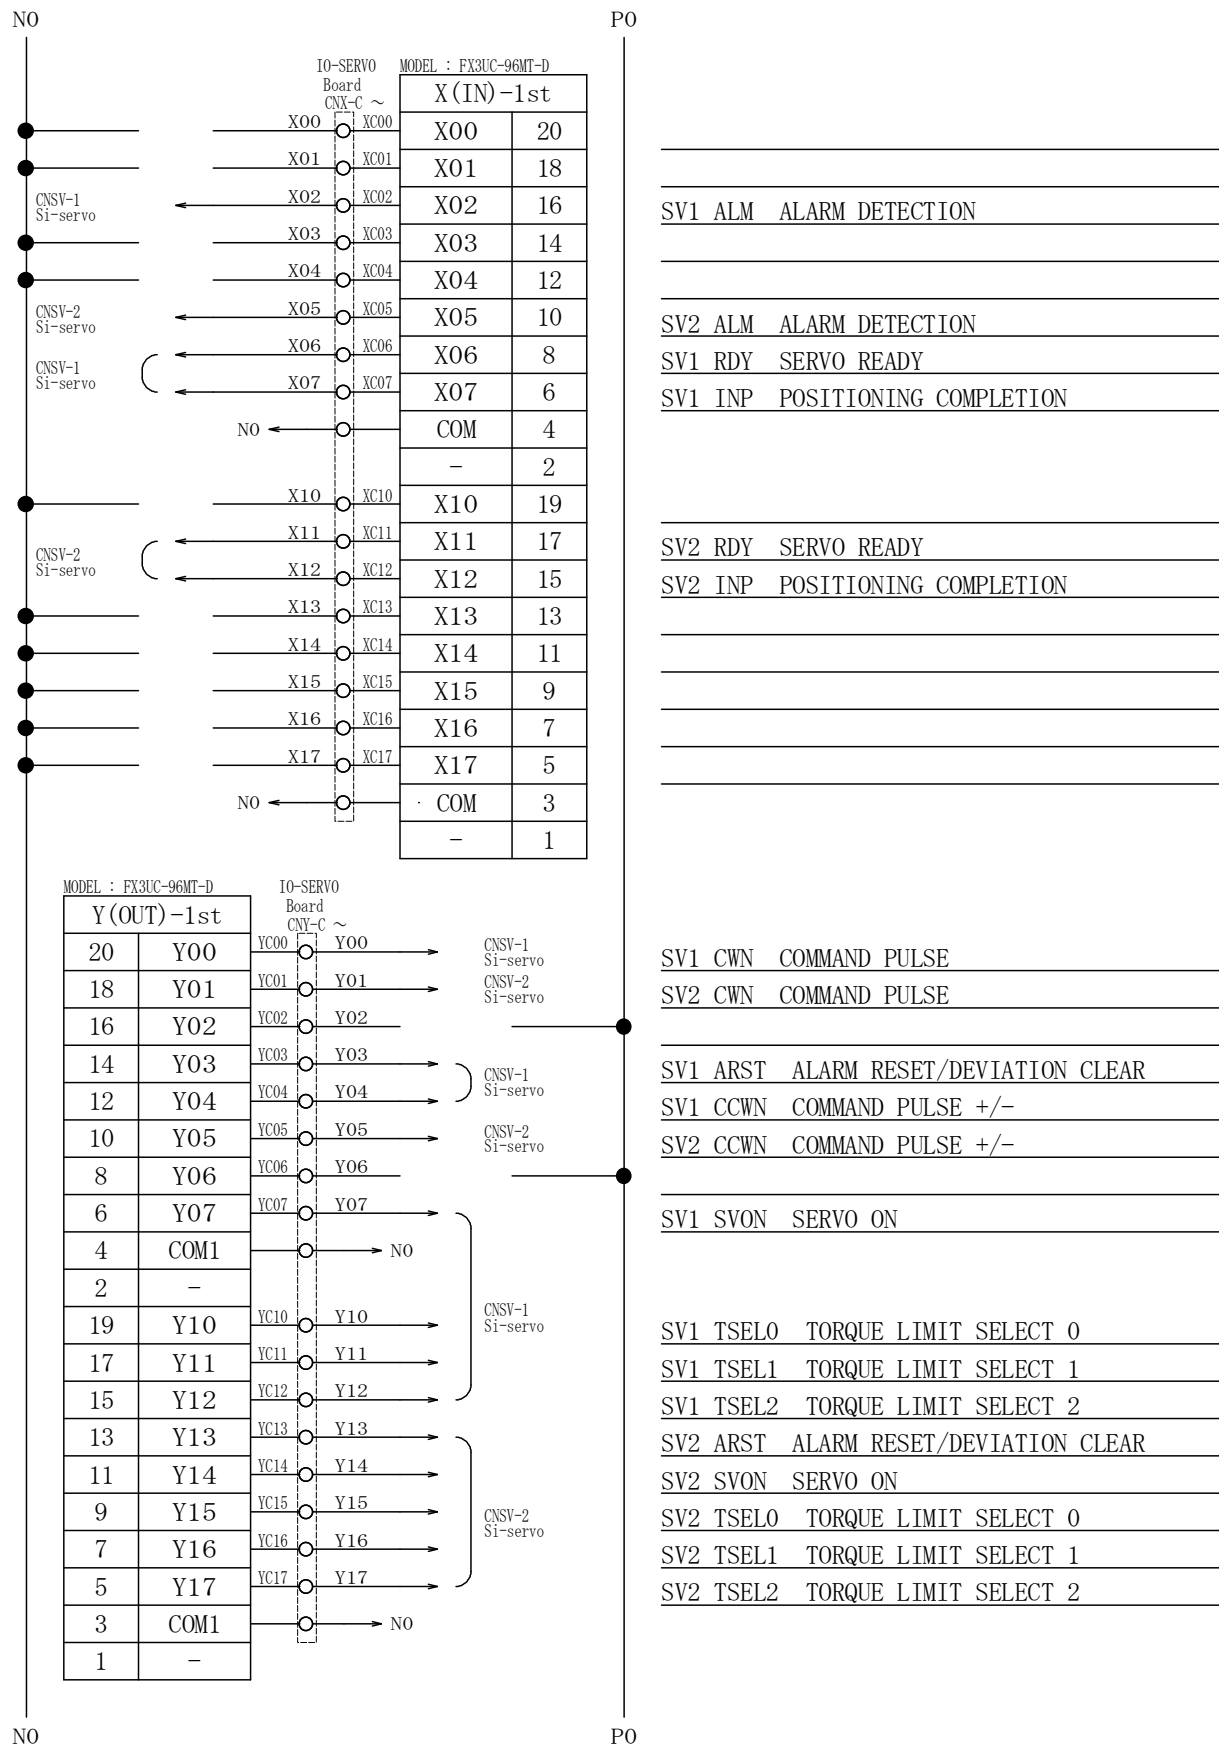 N0 P0
IO-SERVO MODEL : FX3UC-96MT-D
Board
CNX-C ~
X(IN)-1st
X00 XC00 X00 20
X01 XC01 X01 18
CNSV-1
Si-servo
X02 XC02 X02 16 SV1 ALM ALARM DETECTION
X03 XC03 X03 14
X04 XC04 X04 12
CNSV-2
Si-servo
X05 XC05 X05 10 SV2 ALM ALARM DETECTION
X06 XC06 X06 8 SV1 RDY SERVO READY
CNSV-1
Si-servo
X07 XC07 X07 6 SV1 INP POSITIONING COMPLETION
N0 COM 4
- 2
X10 XC10 X10 19
X11 XC11 X11 17 SV2 RDY SERVO READY
CNSV-2
Si-servo
X12 XC12 X12 15 SV2 INP POSITIONING COMPLETION
X13 XC13 X13 13
X14 XC14 X14 11
X15 XC15 X15 9
X16 XC16 X16 7
X17 XC17 X17 5
N0 COM 3
- 1
MODEL : FX3UC-96MT-D IO-SERVO
Board
CNY-C ~
Y(OUT)-1st
20 Y00 YC00 Y00 CNSV-1 SV1 CWN COMMAND PULSE
Si-servo
18 Y01 YC01 Y01 CNSV-2 SV2 CWN COMMAND PULSE
Si-servo
16 Y02 YC02 Y02
14 Y03 YC03 Y03 SV1 ARST ALARM RESET/DEVIATION CLEAR
CNSV-1
Si-servo
12 Y04 YC04 Y04 SV1 CCWN COMMAND PULSE +/-
10 Y05 YC05 Y05 CNSV-2 SV2 CCWN COMMAND PULSE +/-
Si-servo
8 Y06 YC06 Y06
6 Y07 YC07 Y07 SV1 SVON SERVO ON
4 COM1 N0
2 -
CNSV-1
Si-servo
19 Y10 YC10 Y10 SV1 TSEL0 TORQUE LIMIT SELECT 0
17 Y11 YC11 Y11 SV1 TSEL1 TORQUE LIMIT SELECT 1
15 Y12 YC12 Y12 SV1 TSEL2 TORQUE LIMIT SELECT 2
13 Y13 YC13 Y13 SV2 ARST ALARM RESET/DEVIATION CLEAR
11 Y14 YC14 Y14 SV2 SVON SERVO ON
9 Y15 YC15 Y15 CNSV-2 SV2 TSEL0 TORQUE LIMIT SELECT 0
Si-servo
7 Y16 YC16 Y16 SV2 TSEL1 TORQUE LIMIT SELECT 1
5 Y17 YC17 Y17 SV2 TSEL2 TORQUE LIMIT SELECT 2
3 COM1 N0
1 -
N0 P0